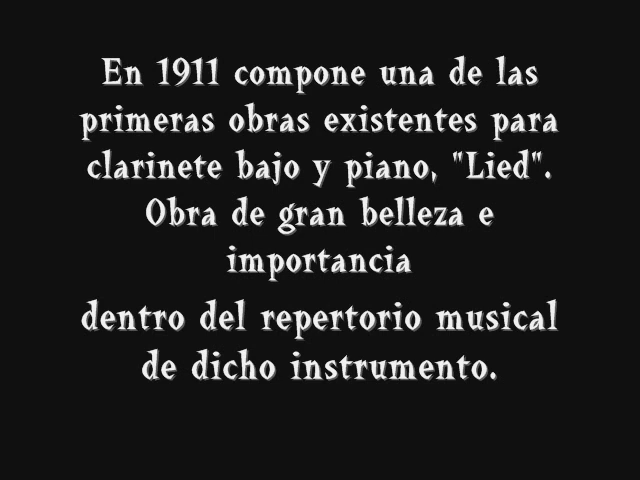 En 1911 compone una de las
primeras obras existentes para
clarinete bajo y piano, "Lied".
Obra de gran belleza e
importancia
dentro del repertorio musical
de dicho instrumento.